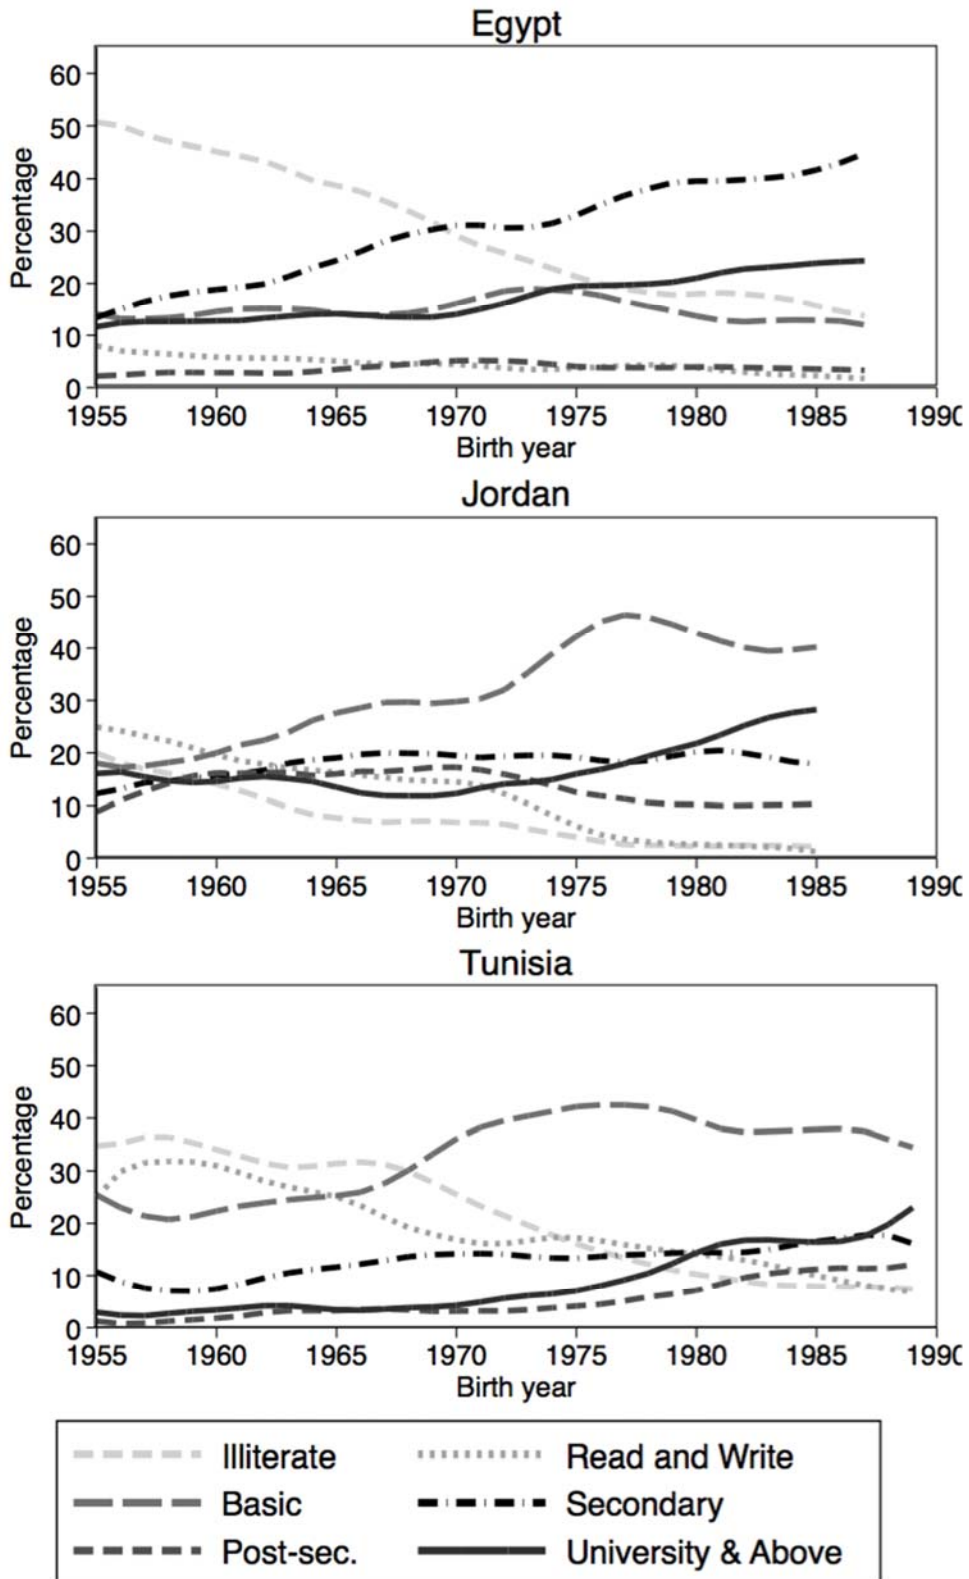 Egypt
60
50
40
30
20
10
0
Percentage
1955 1960 1965 1970 1975 1980 1985 1990
Birth year
Jordan
60
50
40
30
20
10
0
Percentage
1955 1960 1965 1970 1975 1980 1985 1990
Birth year
Tunisia
60
50
40
30
20
10
0
Percentage
1955 1960 1965 1970 1975 1980 1985 1990
Birth year
Illiterate Read and Write
Basic Secondary
Post-sec. University & Above